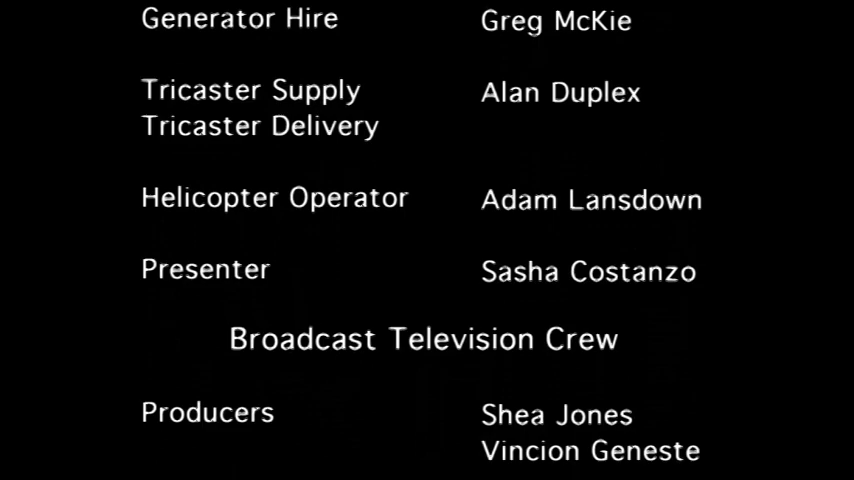 Generator Hire Greg McKie
Tricaster Supply Alan Duplex
Tricaster Delivery
Helicopter Operator Adam Lansdown
Presenter Sasha Costanzo
Broadcast Television Crew
Producers Shea Jones
Vincion Geneste